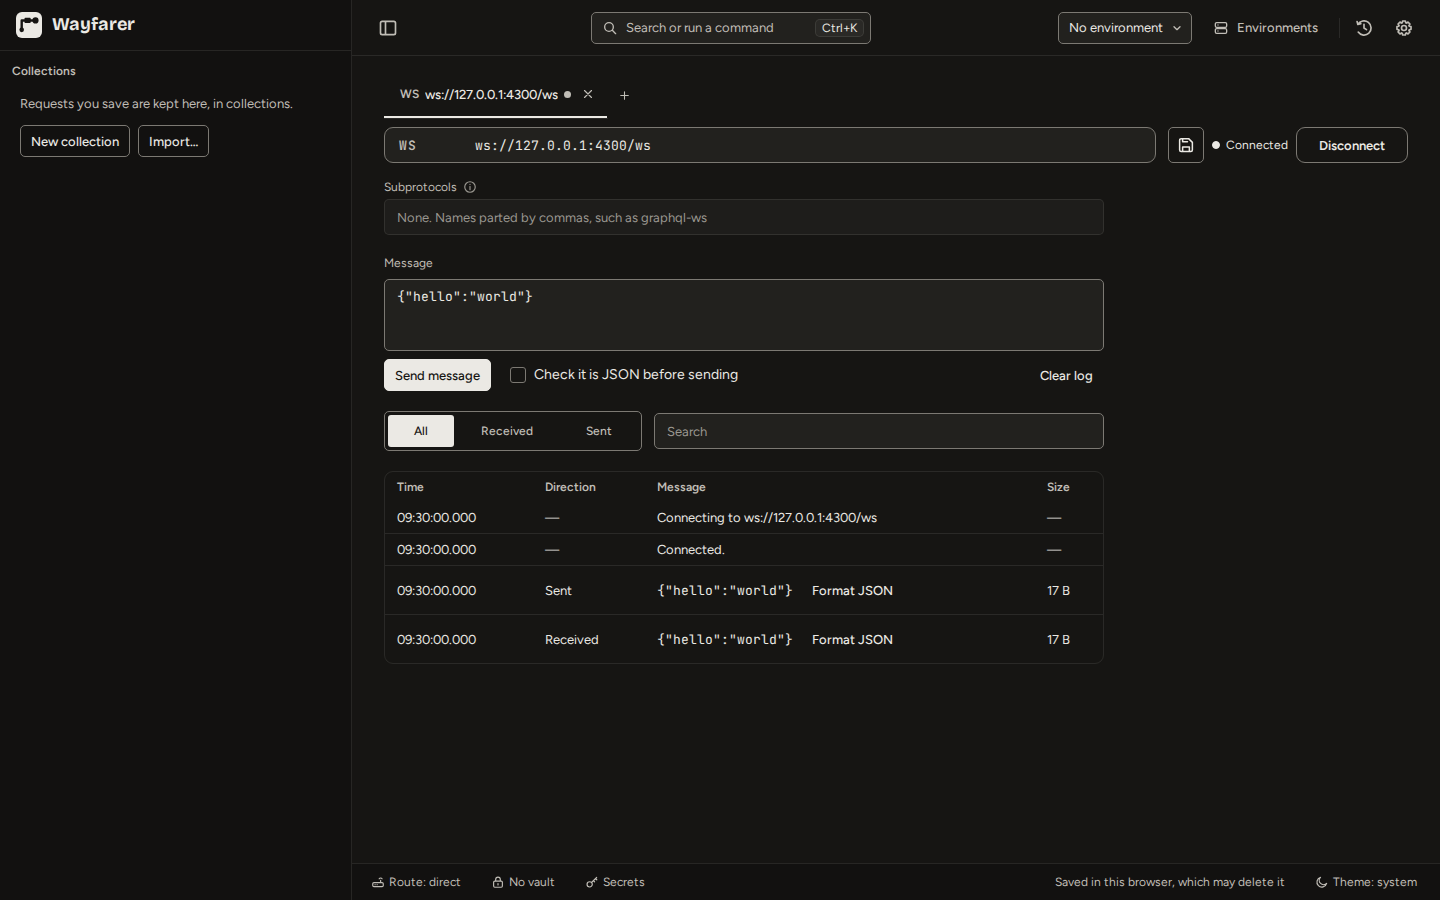 Wayfarer
Search or run a command
Ctrl+K
No environment
Environments
Collections
Requests you save are kept here, in collections.
New collection
Import...
WS ws://127.0.0.1:4300/ws
WS ws://127.0.0.1:4300/ws
Connected
Disconnect
Subprotocols
None. Names parted by commas, such as graphql-ws
Message
{"hello":"world"}
Send message
Check it is JSON before sending
Clear log
All
Received
Sent
Search
Time Direction Message Size
09:30:00.000 — Connecting to ws://127.0.0.1:4300/ws —
09:30:00.000 — Connected. —
09:30:00.000 Sent {"hello":"world"} Format JSON 17 B
09:30:00.000 Received {"hello":"world"} Format JSON 17 B
Route: direct
No vault
Secrets
Saved in this browser, which may delete it
Theme: system